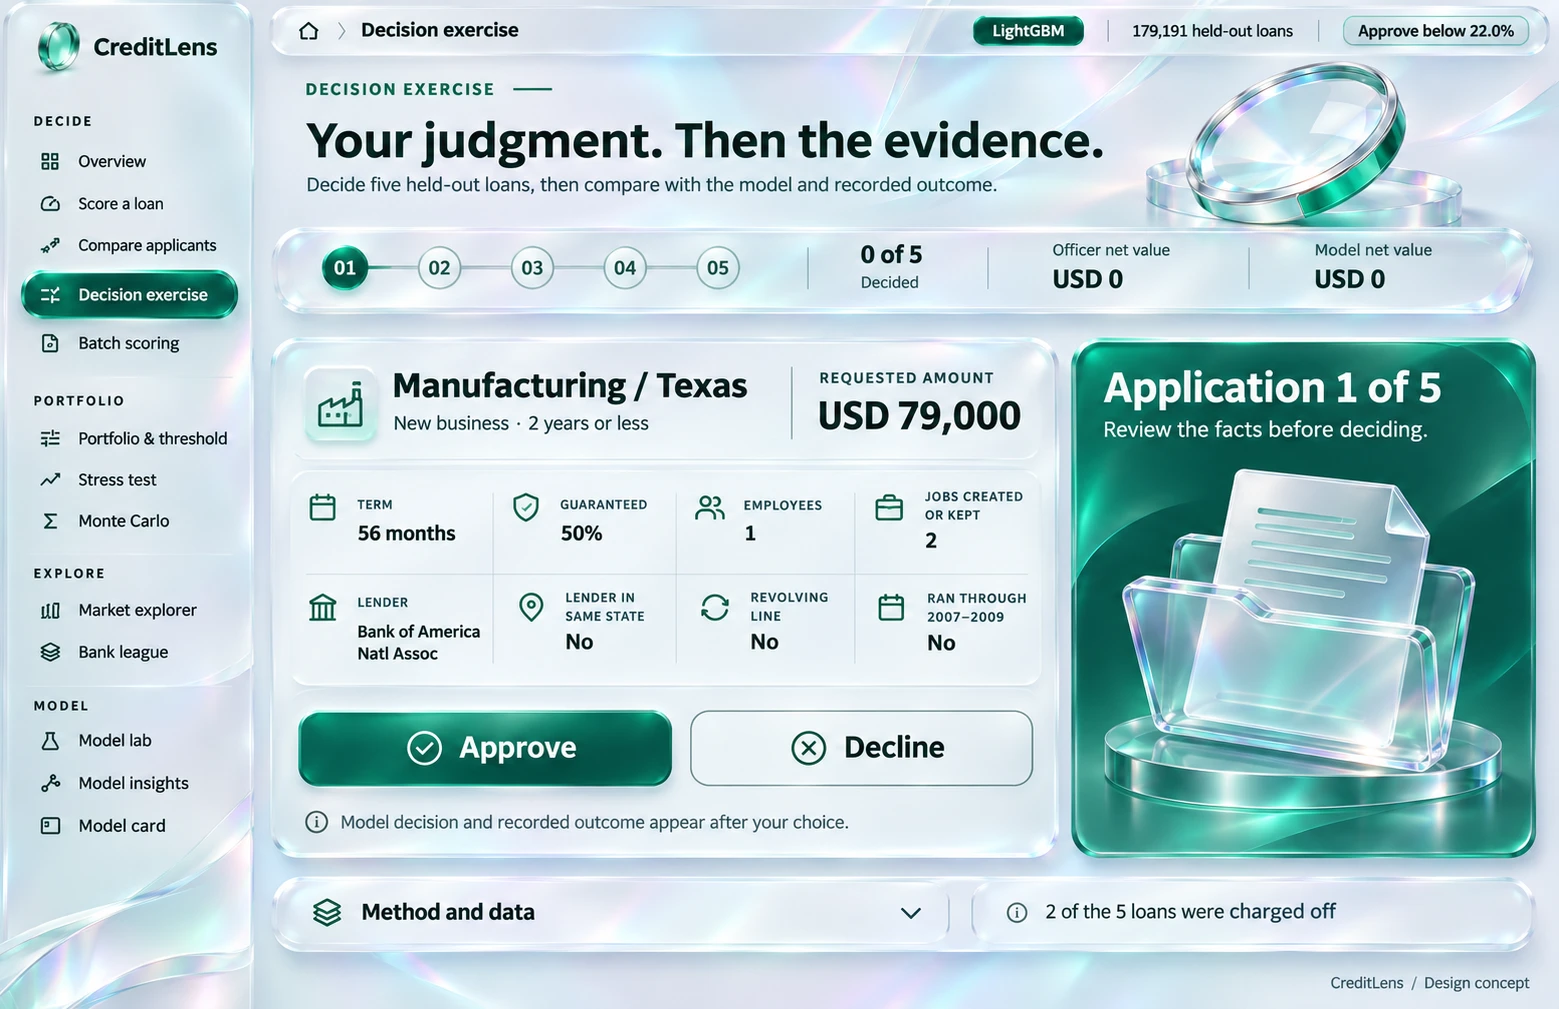 CreditLens
DECIDE
Overview
Score a loan
Compare applicants
Decision exercise
Batch scoring
PORTFOLIO
Portfolio & threshold
Stress test
Monte Carlo
EXPLORE
Market explorer
Bank league
MODEL
Model lab
Model insights
Model card
Decision exercise
LightGBM
179,191 held-out loans
Approve below 22.0%
DECISION EXERCISE
Your judgment. Then the evidence.
Decide five held-out loans, then compare with the model and recorded outcome.
01
02
03
04
05
0 of 5
Decided
Officer net value
USD 0
Model net value
USD 0
Manufacturing / Texas
New business · 2 years or less
REQUESTED AMOUNT
USD 79,000
TERM
56 months
GUARANTEED
50%
EMPLOYEES
1
JOBS CREATED
OR KEPT
2
LENDER
Bank of America
Natl Assoc
LENDER IN
SAME STATE
No
REVOLVING
LINE
No
RAN THROUGH
2007–2009
No
Approve
Decline
Model decision and recorded outcome appear after your choice.
Application 1 of 5
Review the facts before deciding.
Method and data
2 of the 5 loans were charged off
CreditLens / Design concept